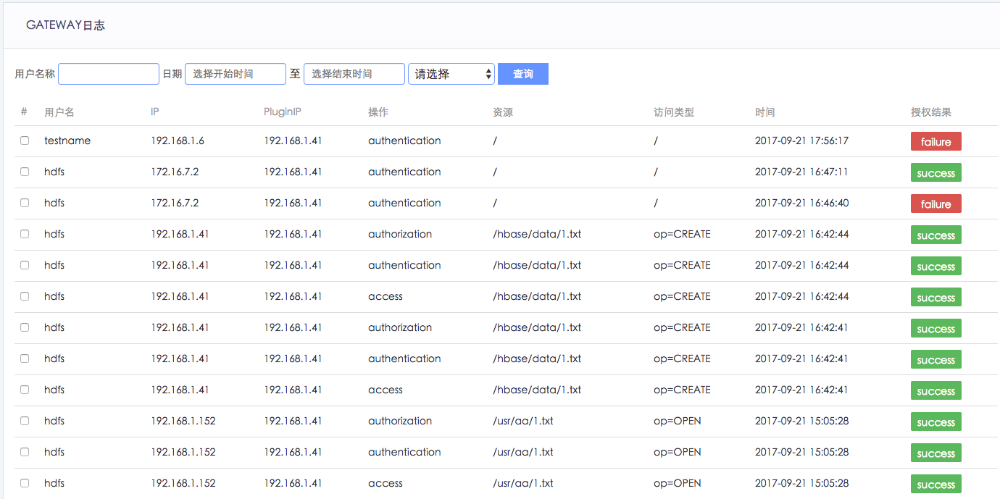 GATEWAY日志
用户名称 日期 选择开始时间 至 选择结束时间 请选择 查询
# 用户名 IP PluginIP 操作 资源 访问类型 时间 授权结果
testname 192.168.1.6 192.168.1.41 authentication / / 2017-09-21 17:56:17 failure
hdfs 172.16.7.2 192.168.1.41 authentication / / 2017-09-21 16:47:11 success
hdfs 172.16.7.2 192.168.1.41 authentication / / 2017-09-21 16:46:40 failure
hdfs 192.168.1.41 192.168.1.41 authorization /hbase/data/1.txt op=CREATE 2017-09-21 16:42:44 success
hdfs 192.168.1.41 192.168.1.41 authentication /hbase/data/1.txt op=CREATE 2017-09-21 16:42:44 success
hdfs 192.168.1.41 192.168.1.41 access /hbase/data/1.txt op=CREATE 2017-09-21 16:42:44 success
hdfs 192.168.1.41 192.168.1.41 authorization /hbase/data/1.txt op=CREATE 2017-09-21 16:42:41 success
hdfs 192.168.1.41 192.168.1.41 authentication /hbase/data/1.txt op=CREATE 2017-09-21 16:42:41 success
hdfs 192.168.1.41 192.168.1.41 access /hbase/data/1.txt op=CREATE 2017-09-21 16:42:41 success
hdfs 192.168.1.152 192.168.1.41 authorization /usr/aa/1.txt op=OPEN 2017-09-21 15:05:28 success
hdfs 192.168.1.152 192.168.1.41 authentication /usr/aa/1.txt op=OPEN 2017-09-21 15:05:28 success
hdfs 192.168.1.152 192.168.1.41 access /usr/aa/1.txt op=OPEN 2017-09-21 15:05:28 success